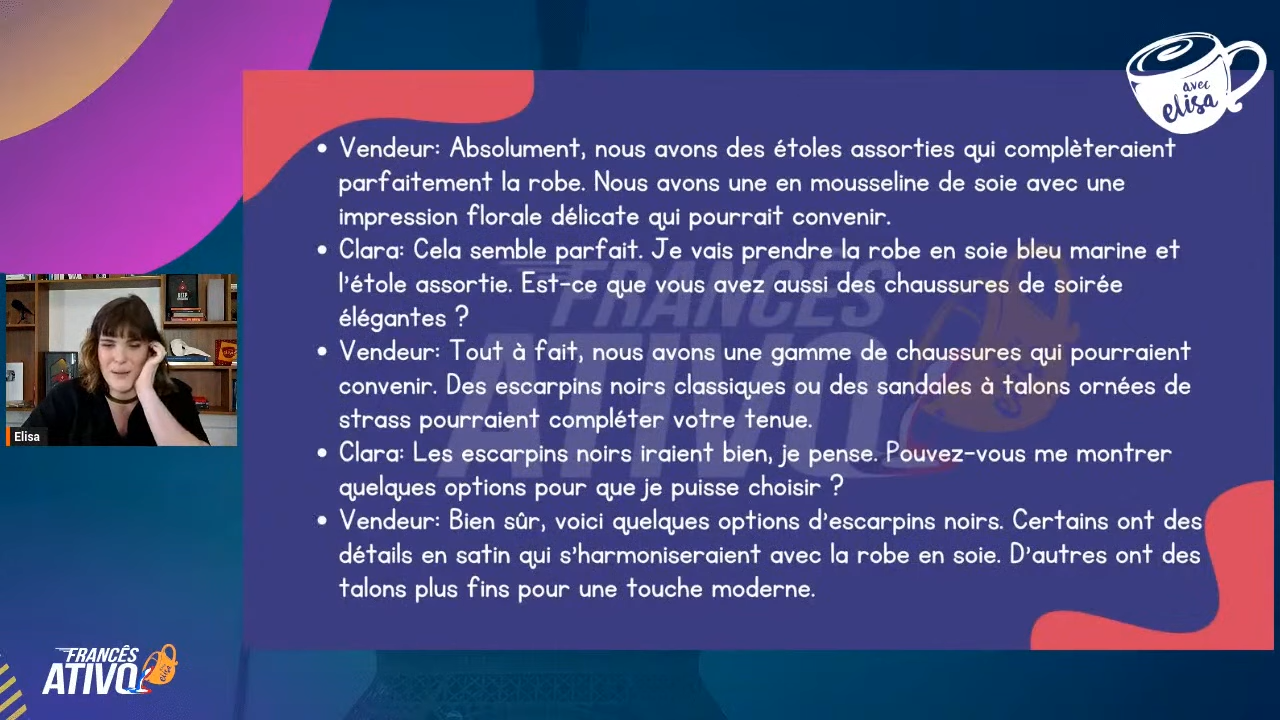 avec
elisa
• Vendeur: Absolument, nous avons des étoles assorties qui complèteraient
parfaitement la robe. Nous avons une en mousseline de soie avec une
impression florale délicate qui pourrait convenir.
• Clara: Cela semble parfait. Je vais prendre la robe en soie bleu marine et
l'étole assortie. Est-ce que vous avez aussi des chaussures de soirée
élégantes ?
• Vendeur: Tout à fait, nous avons une gamme de chaussures qui pourraient
convenir. Des escarpins noirs classiques ou des sandales à talons ornées de
strass pourraient compléter votre tenue.
• Clara: Les escarpins noirs iraient bien, je pense. Pouvez-vous me montrer
quelques options pour que je puisse choisir ?
• Vendeur: Bien sûr, voici quelques options d'escarpins noirs. Certains ont des
détails en satin qui s'harmoniseraient avec la robe en soie. D'autres ont des
talons plus fins pour une touche moderne.
FRANCÊS
ATIVO
Elisa
FRANCÊS
ATIVO
elisa